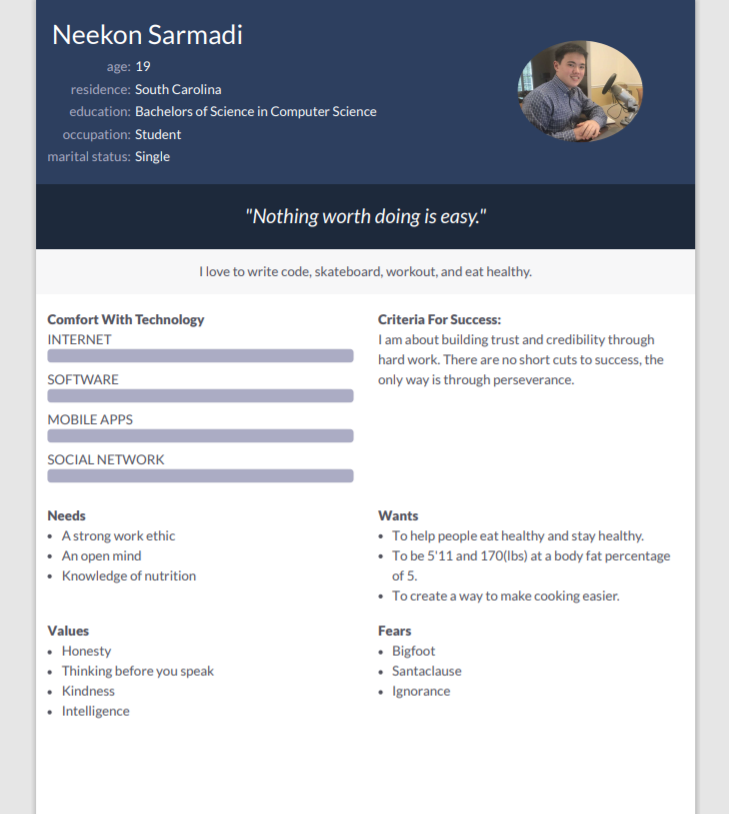 Neekon Sarmadi
age: 19
residence: South Carolina
education: Bachelors of Science in Computer Science
occupation: Student
marital status: Single
"Nothing worth doing is easy."
I love to write code, skateboard, workout, and eat healthy.
Comfort With Technology
INTERNET
SOFTWARE
MOBILE APPS
SOCIAL NETWORK
Criteria For Success:
I am about building trust and credibility through
hard work. There are no short cuts to success, the
only way is through perseverance.
Needs
• A strong work ethic
• An open mind
• Knowledge of nutrition
Wants
• To help people eat healthy and stay healthy.
• To be 5'11 and 170(lbs) at a body fat percentage
of 5.
• To create a way to make cooking easier.
Values
• Honesty
• Thinking before you speak
• Kindness
• Intelligence
Fears
• Bigfoot
• Santaclause
• Ignorance